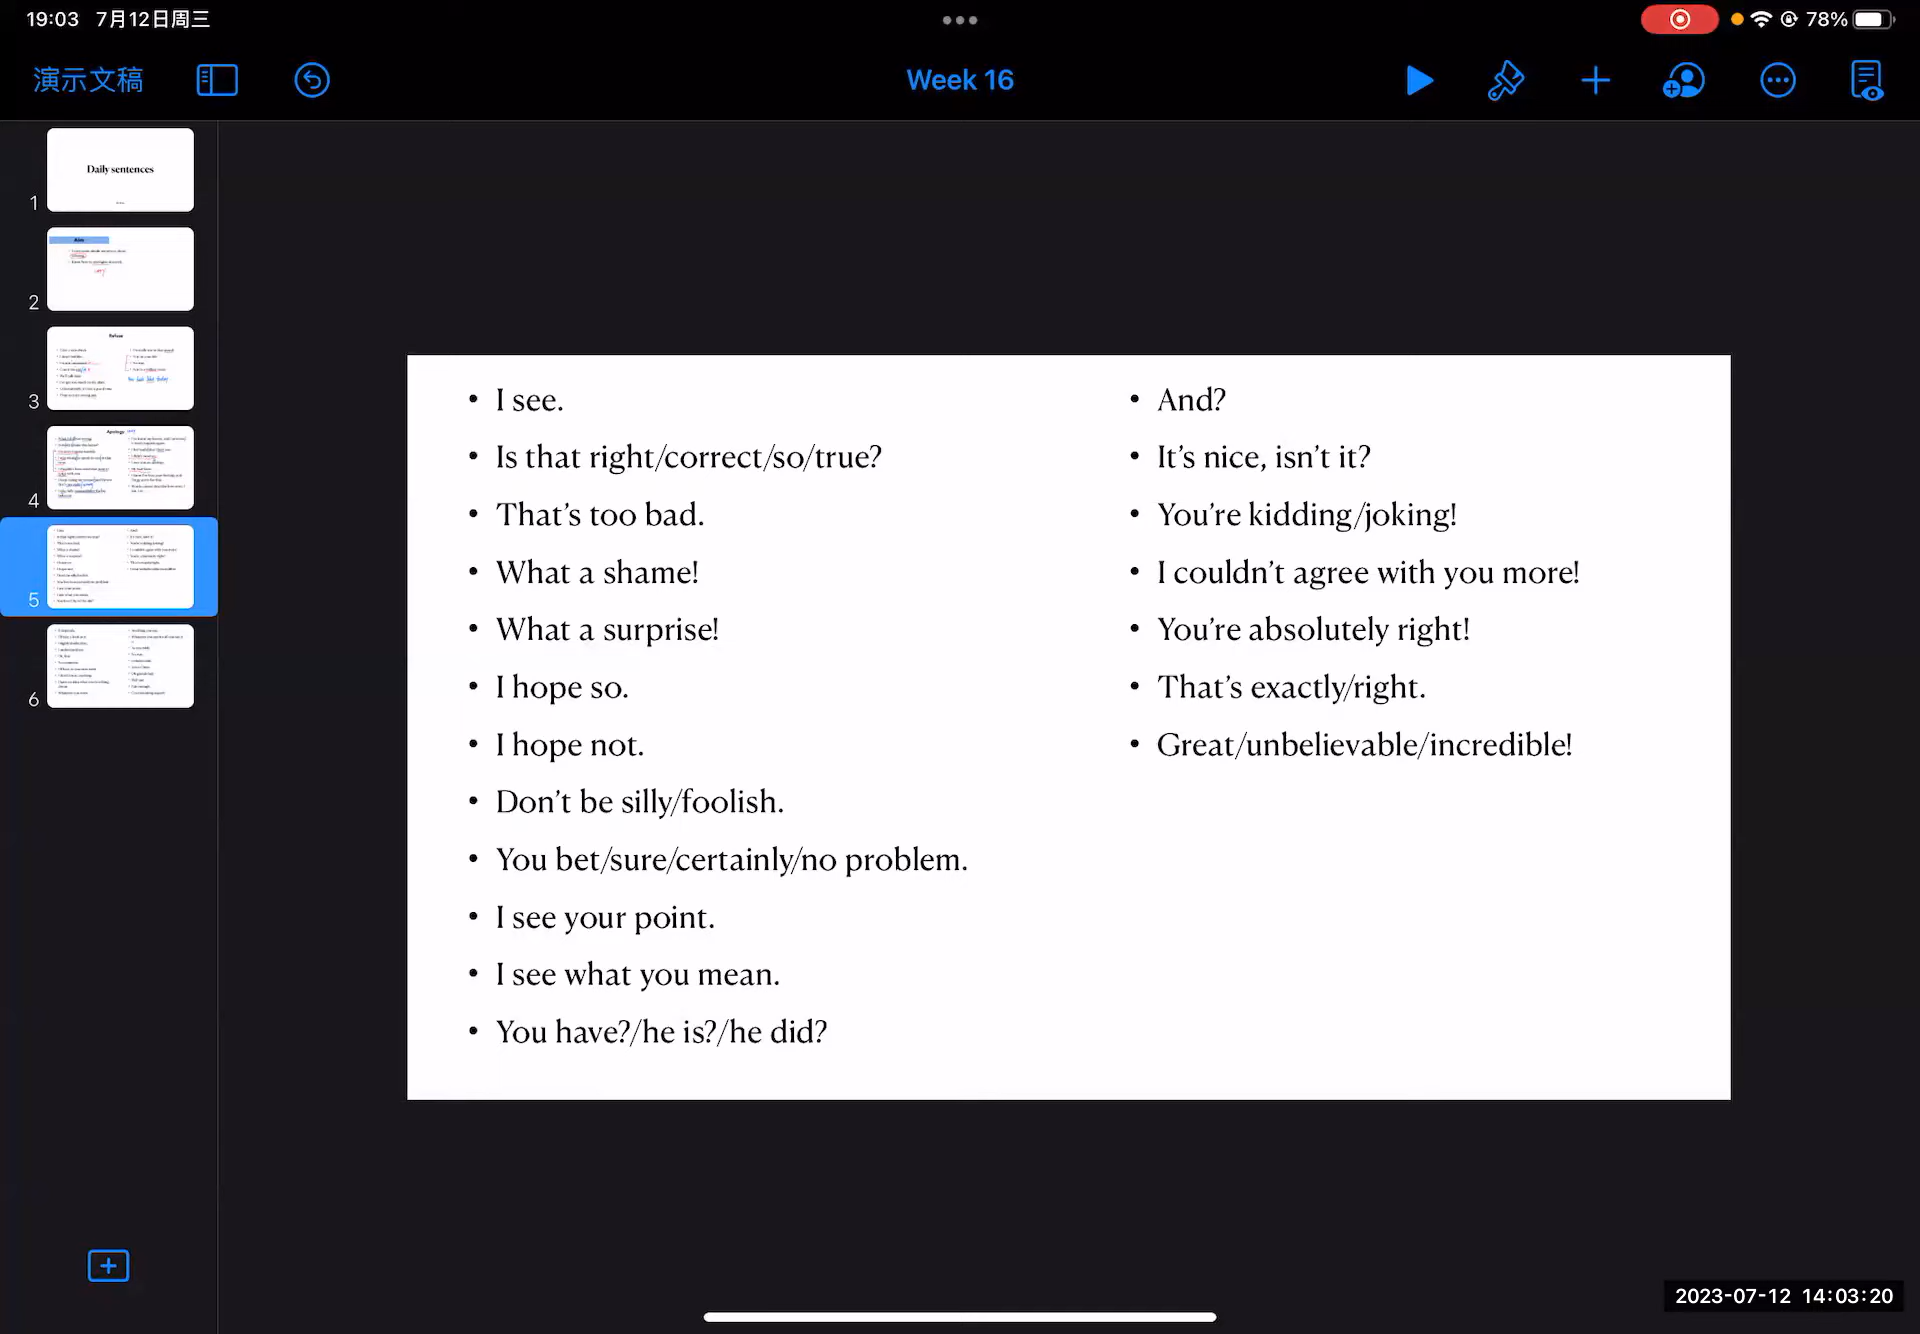 19:03 7月12日周三
78%
演示文稿
Week 16
Daily sentences
1
2
Refuse
3
Apology
4
5
6
• I see.
• Is that right/correct/so/true?
• That’s too bad.
• What a shame!
• What a surprise!
• I hope so.
• I hope not.
• Don’t be silly/foolish.
• You bet/sure/certainly/no problem.
• I see your point.
• I see what you mean.
• You have?/he is?/he did?
• And?
• It’s nice, isn’t it?
• You’re kidding/joking!
• I couldn’t agree with you more!
• You’re absolutely right!
• That’s exactly/right.
• Great/unbelievable/incredible!
2023-07-12 14:03:20